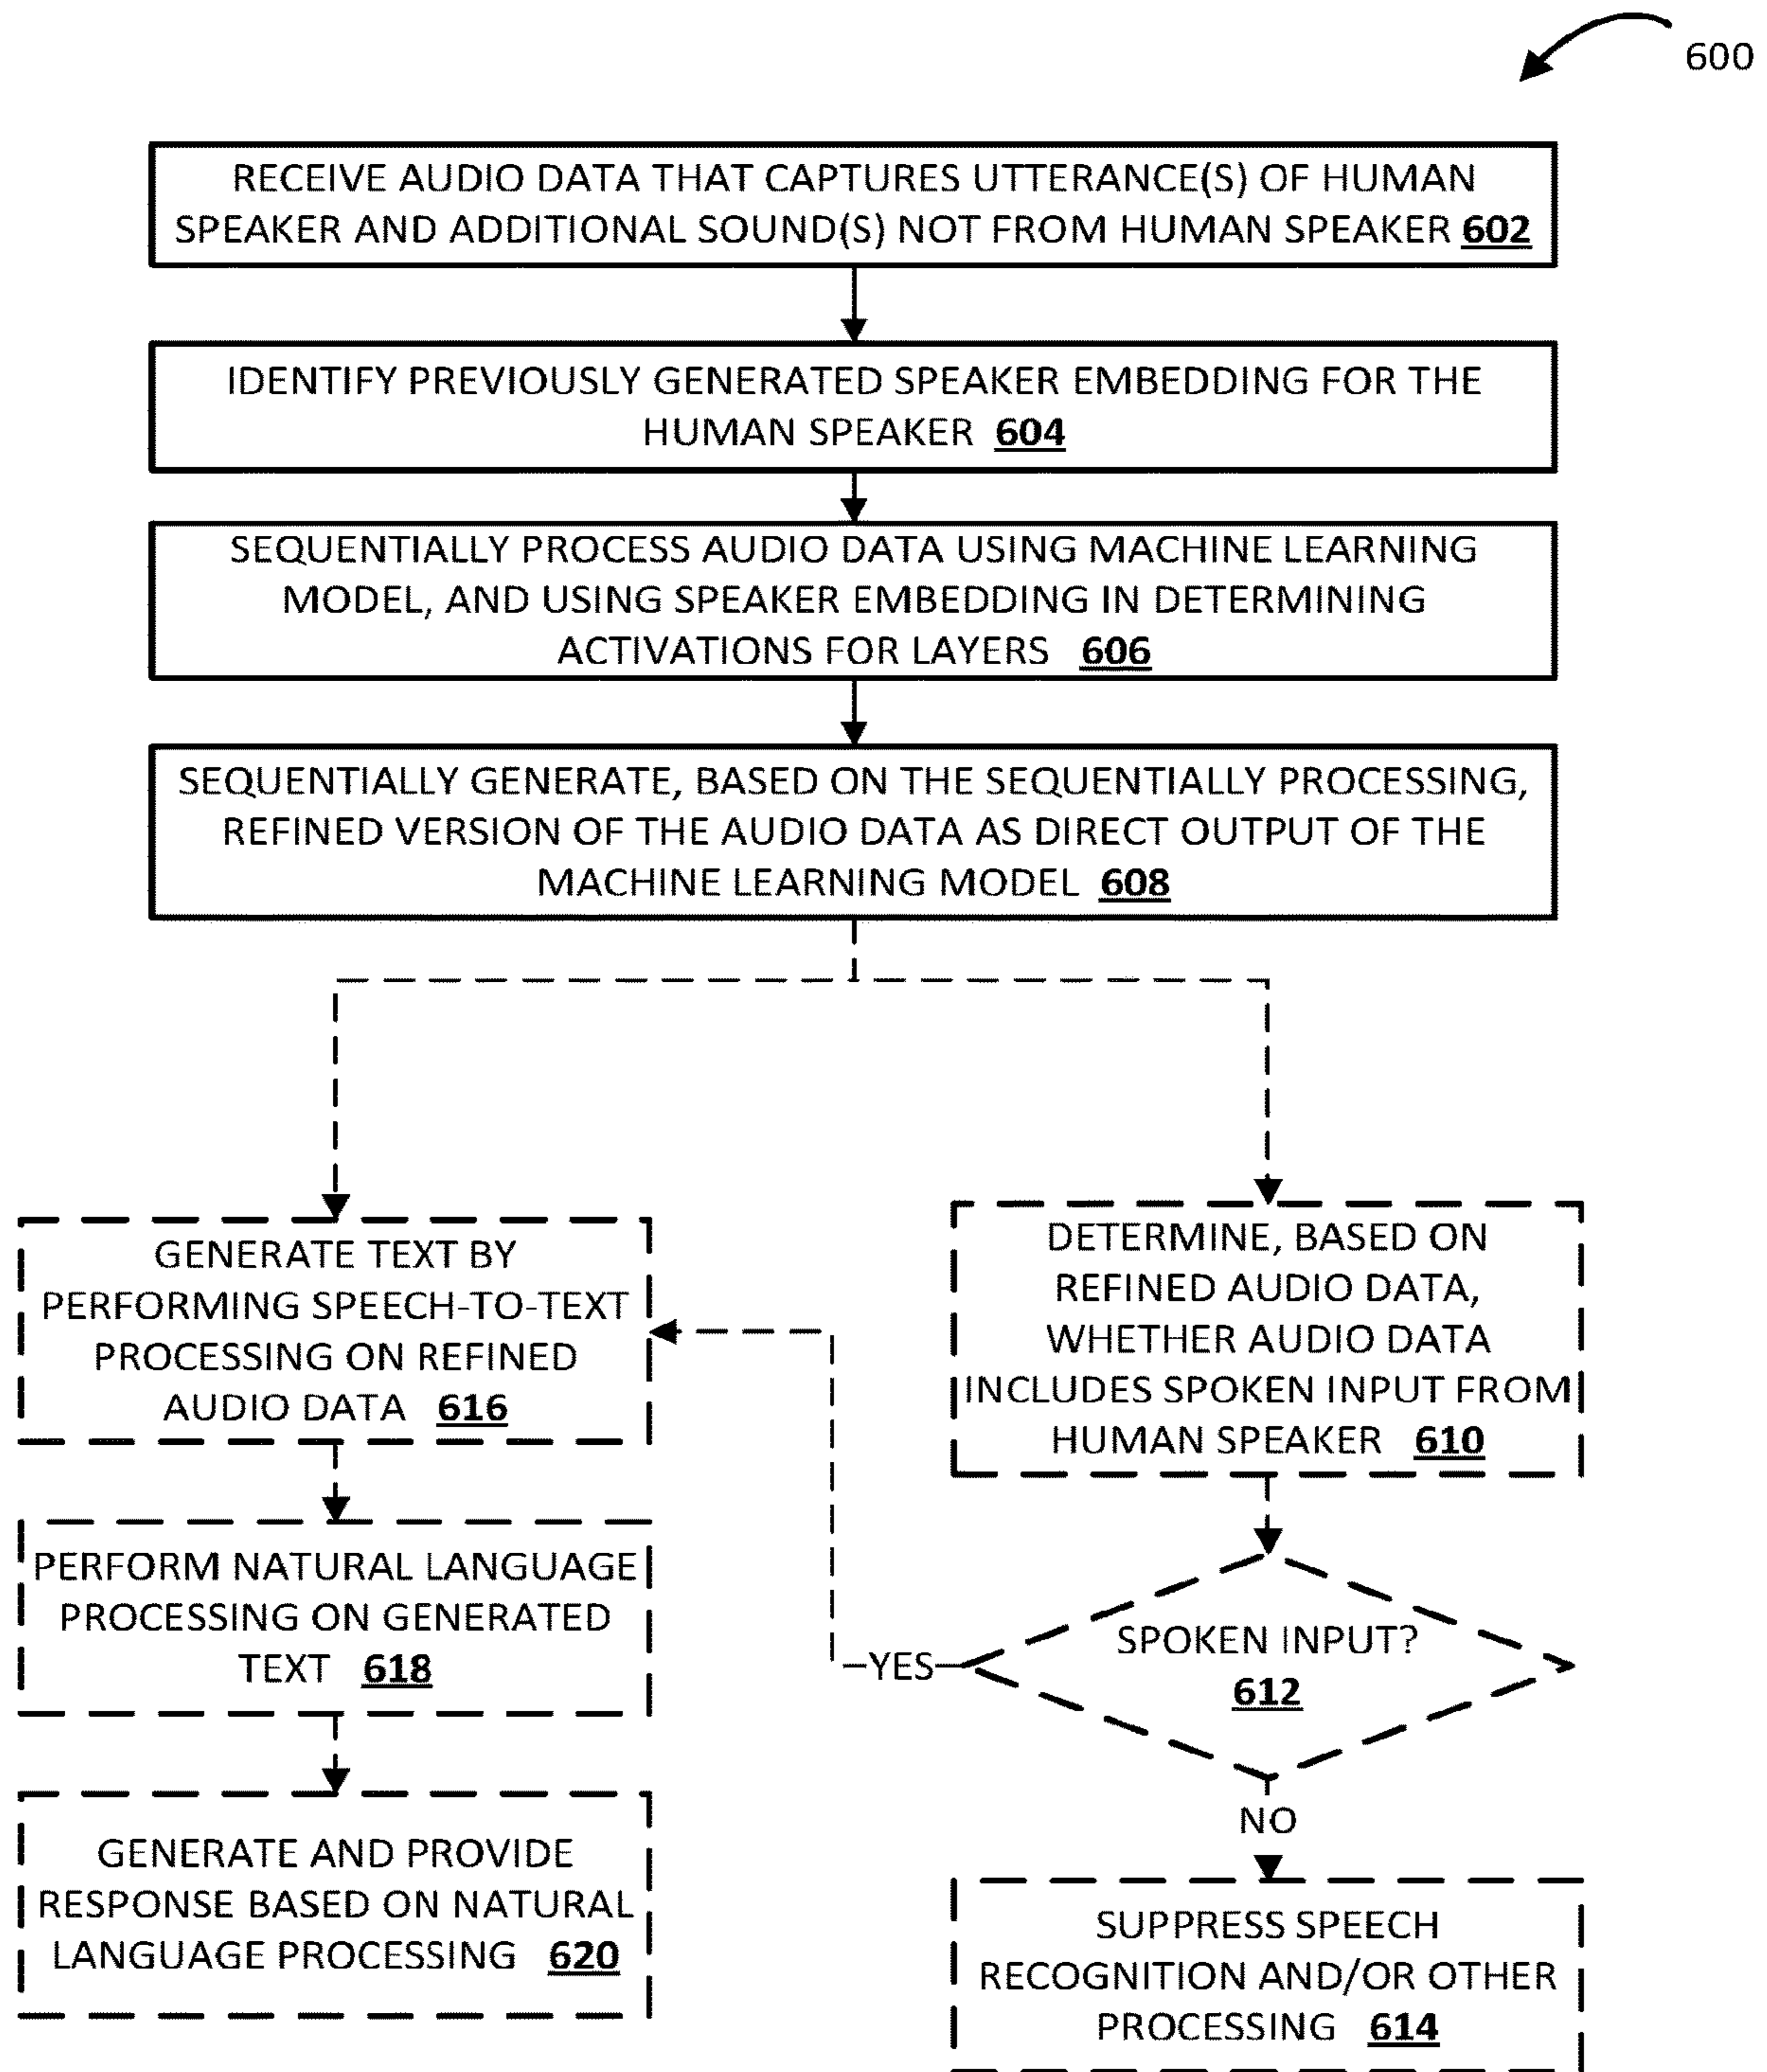 600
RECEIVE AUDIO DATA THAT CAPTURES UTTERANCE(S) OF HUMAN
SPEAKER AND ADDITIONAL SOUND(S) NOT FROM HUMAN SPEAKER 602
IDENTIFY PREVIOUSLY GENERATED SPEAKER EMBEDDING FOR THE
HUMAN SPEAKER 604
SEQUENTIALLY PROCESS AUDIO DATA USING MACHINE LEARNING
MODEL, AND USING SPEAKER EMBEDDING IN DETERMINING
ACTIVATIONS FOR LAYERS 606
SEQUENTIALLY GENERATE, BASED ON THE SEQUENTIALLY PROCESSING,
REFINED VERSION OF THE AUDIO DATA AS DIRECT OUTPUT OF THE
MACHINE LEARNING MODEL 608
GENERATE TEXT BY
PERFORMING SPEECH-TO-TEXT
PROCESSING ON REFINED
AUDIO DATA 616
PERFORM NATURAL LANGUAGE
PROCESSING ON GENERATED
TEXT 618
GENERATE AND PROVIDE
RESPONSE BASED ON NATURAL
LANGUAGE PROCESSING 620
DETERMINE, BASED ON
REFINED AUDIO DATA,
WHETHER AUDIO DATA
INCLUDES SPOKEN INPUT FROM
HUMAN SPEAKER 610
SPOKEN INPUT?
612
YES
NO
SUPPRESS SPEECH
RECOGNITION AND/OR OTHER
PROCESSING 614